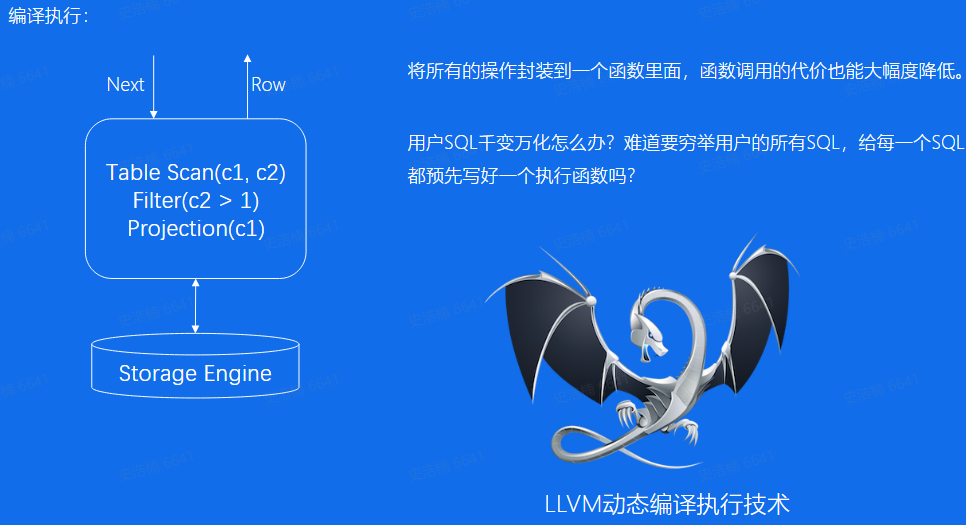 编译执行：
Next
Row
将所有的操作封装到一个函数里面，函数调用的代价也能大幅度降低。
Table Scan(c1, c2)
Filter(c2 > 1)
Projection(c1)
用户SQL千变万化怎么办？难道要穷举用户的所有SQL，给每一个SQL
都预先写好一个执行函数吗？
Storage Engine
LLVM动态编译执行技术